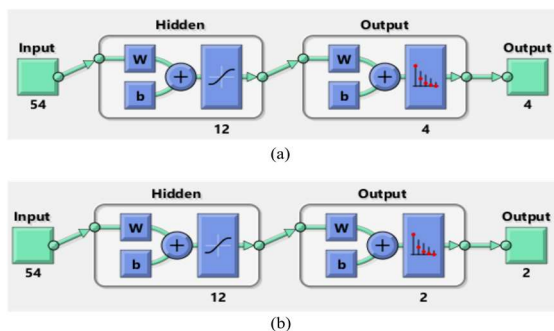 Hidden Output
Input Output
W W
+ +
b b
54 4
12 4
(a)
Hidden Output
Input Output
W W
+ +
b b
54 2
12 2
(b)